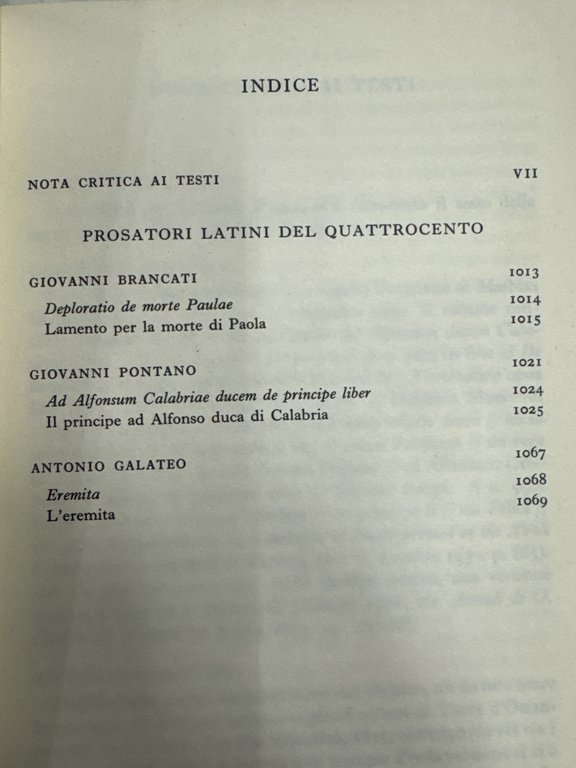 INDICE
NOTA CRITICA AI TESTI VII
PROSATORI LATINI DEL QUATTROCENTO
GIOVANNI BRANCATI 1013
Deploratio de morte Paulae 1014
Lamento per la morte di Paola 1015
GIOVANNI PONTANO 1021
Ad Alfonsum Calabriae ducem de principe liber 1024
Il principe ad Alfonso duca di Calabria 1025
ANTONIO GALATEO 1067
Eremita 1068
L'eremita 1069